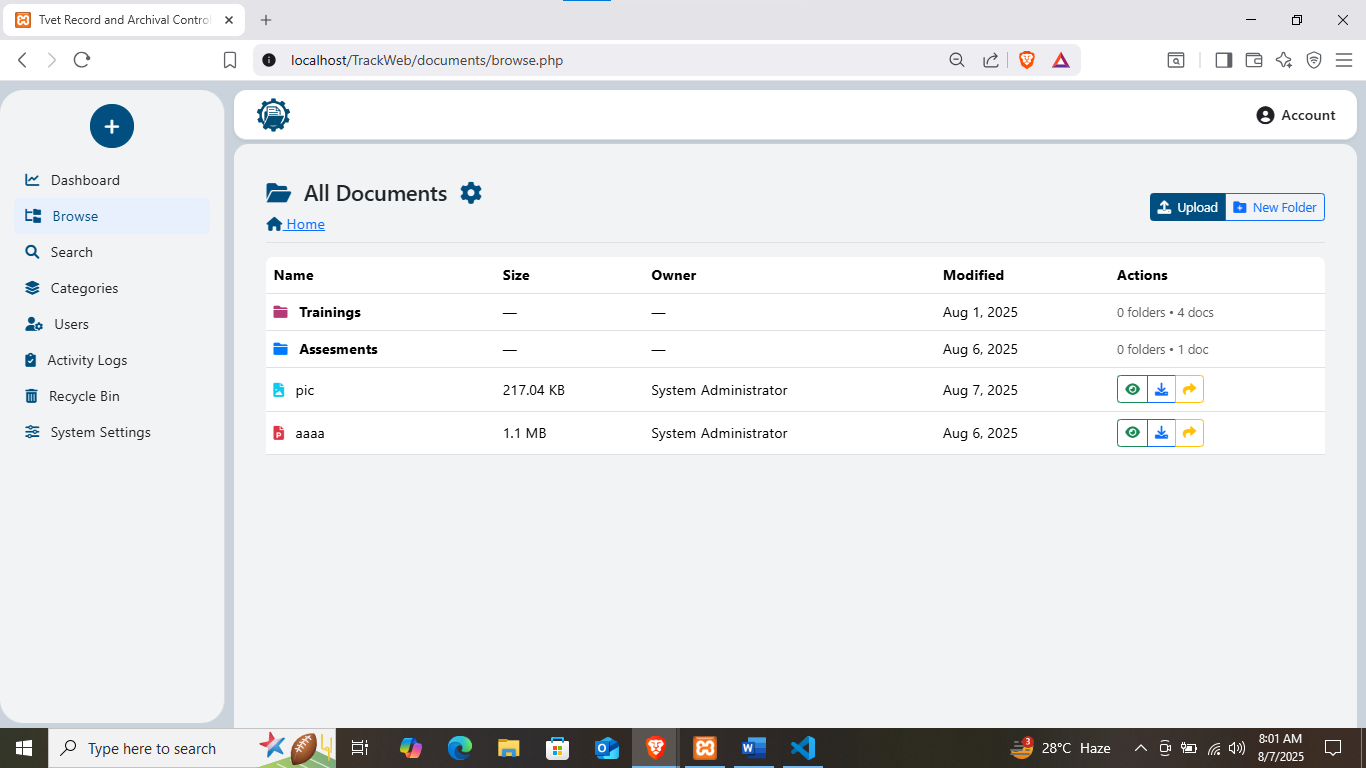 Tvet Record and Archival Control
localhost/TrackWeb/documents/browse.php
Account
Dashboard
Browse
Search
Categories
Users
Activity Logs
Recycle Bin
System Settings
All Documents
Home
Upload New Folder
Name Size Owner Modified Actions
Trainings — — Aug 1, 2025 0 folders • 4 docs
Assesments — — Aug 6, 2025 0 folders • 1 doc
pic 217.04 KB System Administrator Aug 7, 2025
aaaa 1.1 MB System Administrator Aug 6, 2025
Type here to search
3
28°C Haze
8:01 AM
8/7/2025